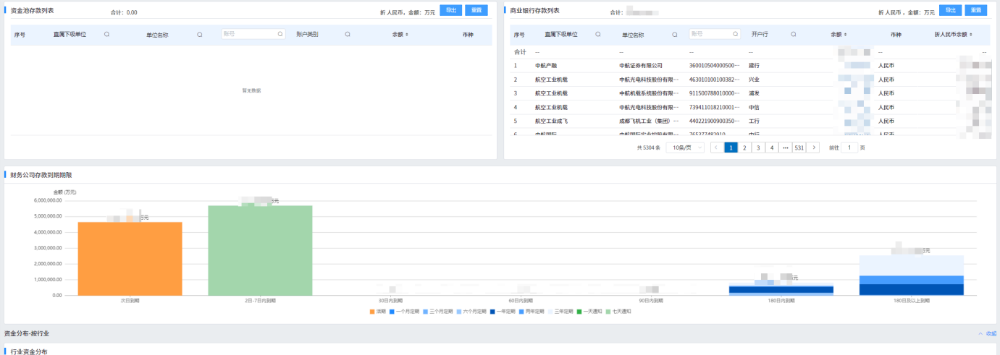 资金池存款列表 合计：0.00 折 人民币，金额：万元 导出 重置
序号 直属下级单位 单位名称 账号 账户类别 余额 币种
暂无数据
商业银行存款列表 合计： 折 人民币 ，金额：万元 导出 重置
序号 直属下级单位 单位名称 账号 开户行 余额 币种 折人民币余额
合计 -- -- -- -- -- --
1 中航产融 中航证券有限公司 360010504000500··· 建行 人民币
2 航空工业机载 中航光电科技股份有限··· 463010100100382··· 兴业 人民币
3 航空工业机载 中航机载系统股份有限··· 911500788010000··· 浦发 人民币
4 航空工业机载 中航光电科技股份有限··· 739411018210001··· 中信 人民币
5 航空工业成飞 成都飞机工业（集团）··· 440221900900350··· 工行 人民币
6 中航国际 中航国际实业控股有限··· 765377482910 中行 人民币
共 5304 条 10条/页 < 1 2 3 4 ··· 531 > 前往 1 页
财务公司存款到期期限
金额 (万元)
6,000,000.00
5,000,000.00
4,000,000.00
3,000,000.00
2,000,000.00
1,000,000.00
0.00
万元
万元
万元
万元
次日到期 2日-7日内到期 30日内到期 60日内到期 90日内到期 180日内到期 180日及以上到期
活期 一个月定期 三个月定期 六个月定期 一年定期 两年定期 三年定期 一天通知 七天通知
资金分布-按行业 收起
行业资金分布